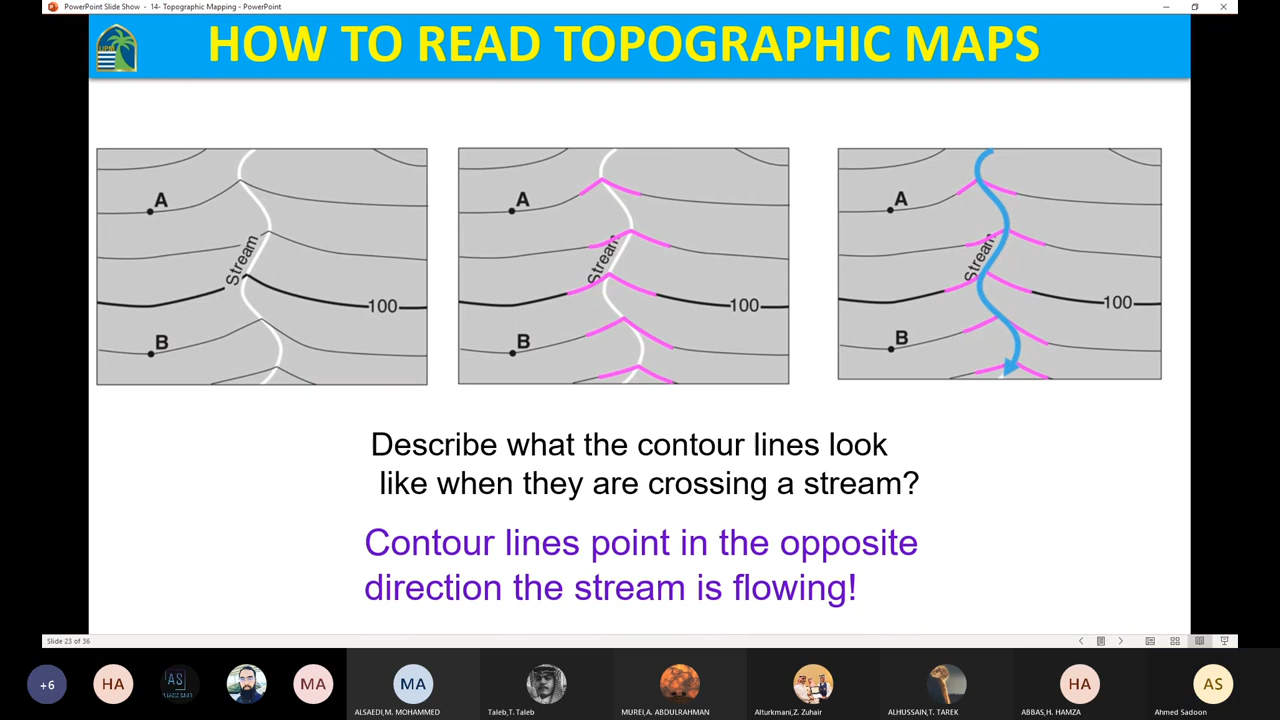 PowerPoint Slide Show - 14- Topographic Mapping - PowerPoint
HOW TO READ TOPOGRAPHIC MAPS
A
Stream
100
B
A
Stream
100
B
A
Stream
100
B
Describe what the contour lines look
like when they are crossing a stream?
Contour lines point in the opposite
direction the stream is flowing!
Slide 23 of 36
+6
HA
AS
MA
MA
HA
AS
ALSAEDI,M. MOHAMMED
Taleb,T. Taleb
MUREI,A. ABDULRAHMAN
Alturkmani,Z. Zuhair
ALHUSSAIN,T. TAREK
ABBAS,H. HAMZA
Ahmed Sadoon